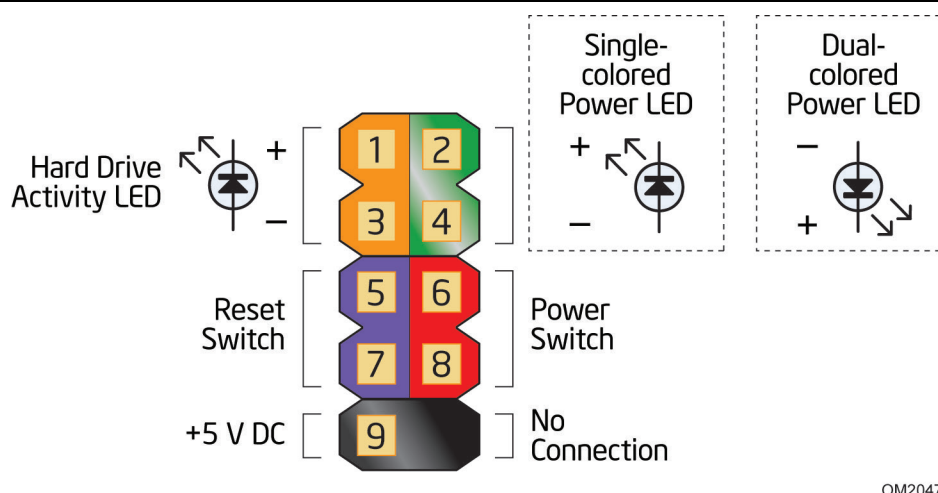 Single-
colored
Power LED
+
−
Dual-
colored
Power LED
−
+
Hard Drive
Activity LED
+
−
1 2
3 4
Reset
Switch
5 6
7 8
Power
Switch
+5 V DC
9
No
Connection
OM2047